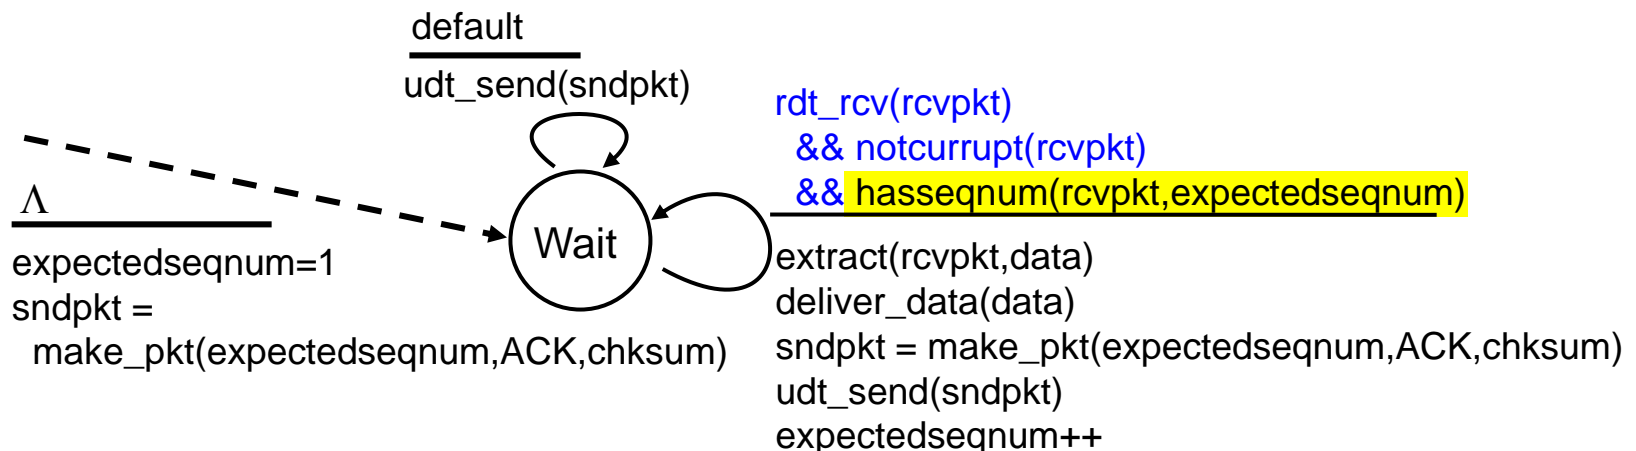 default
udt_send(sndpkt)
rdt_rcv(rcvpkt)
&& notcurrupt(rcvpkt)
&& hasseqnum(rcvpkt,expectedseqnum)
Λ
expectedseqnum=1
sndpkt =
make_pkt(expectedseqnum,ACK,chksum)
Wait
extract(rcvpkt,data)
deliver_data(data)
sndpkt = make_pkt(expectedseqnum,ACK,chksum)
udt_send(sndpkt)
expectedseqnum++